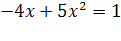 −4x + 5x² = 1